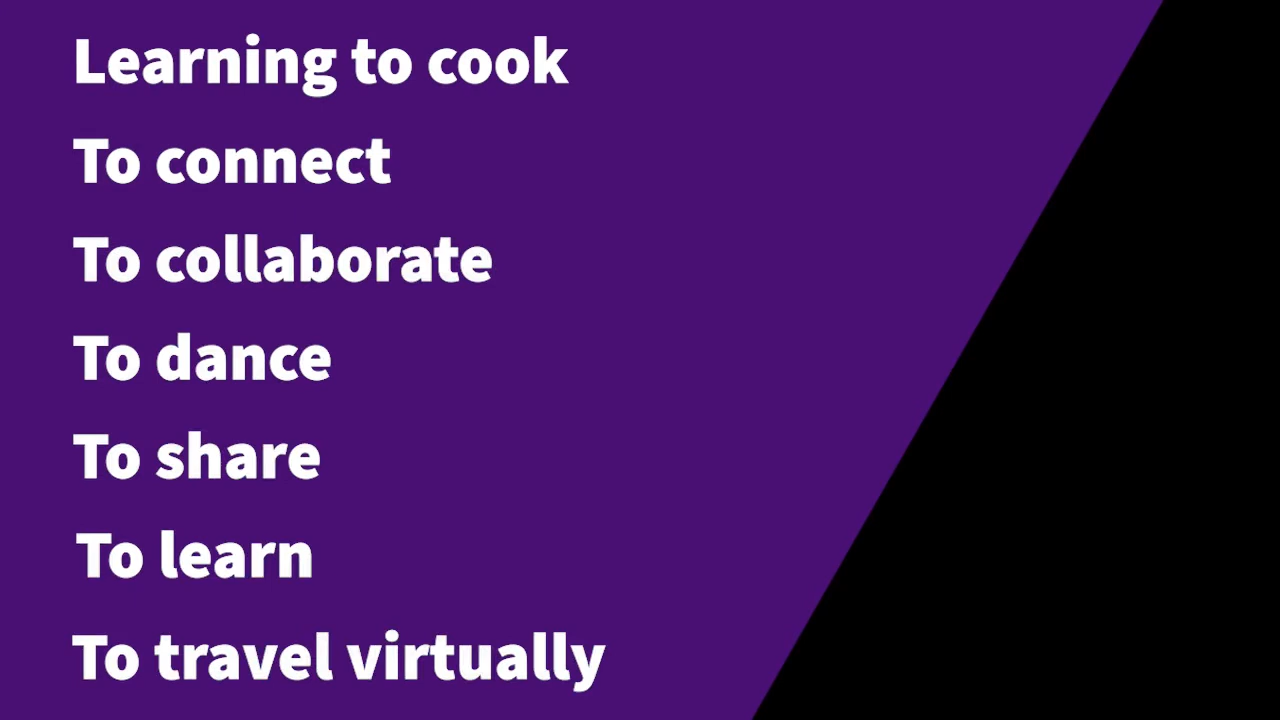 Learning to cook
To connect
To collaborate
To dance
To share
To learn
To travel virtually